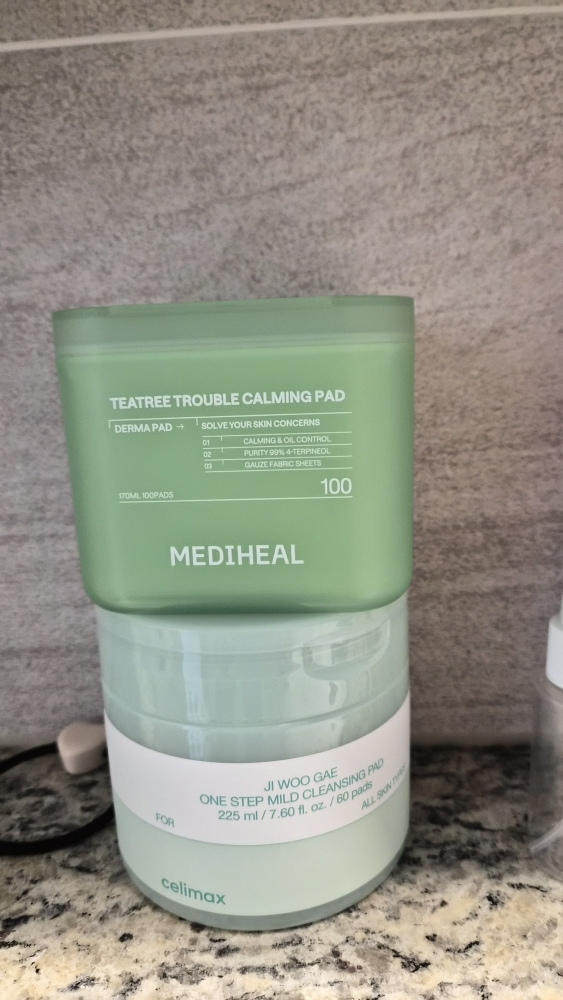 TEATREE TROUBLE CALMING PAD
DERMA PAD → SOLVE YOUR SKIN CONCERNS
01 CALMING & OIL CONTROL
02 PURITY 99% 4-TERPINEOL
03 GAUZE FABRIC SHEETS
170ML 100PADS 100
MEDIHEAL
JI WOO GAE
ONE STEP MILD CLEANSING PAD
225 ml / 7.60 fl. oz. / 60 pads
FOR ALL SKIN TYPES
celimax